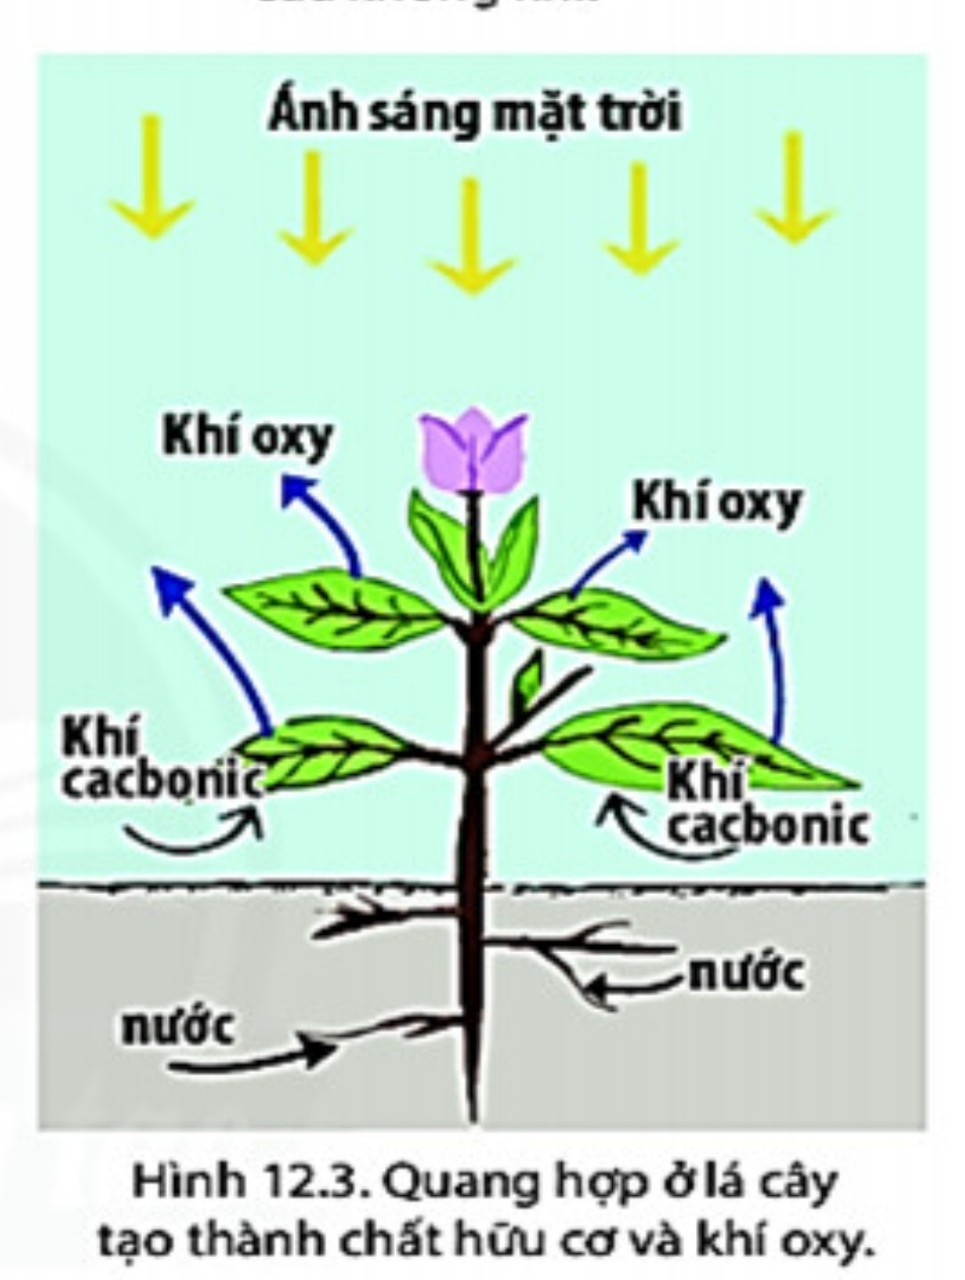 Ánh sáng mặt trời
Khí oxy
Khí oxy
Khí
cacbonic
Khí
cacbonic
nước
nước
Hình 12.3. Quang hợp ở lá cây
tạo thành chất hữu cơ và khí oxy.